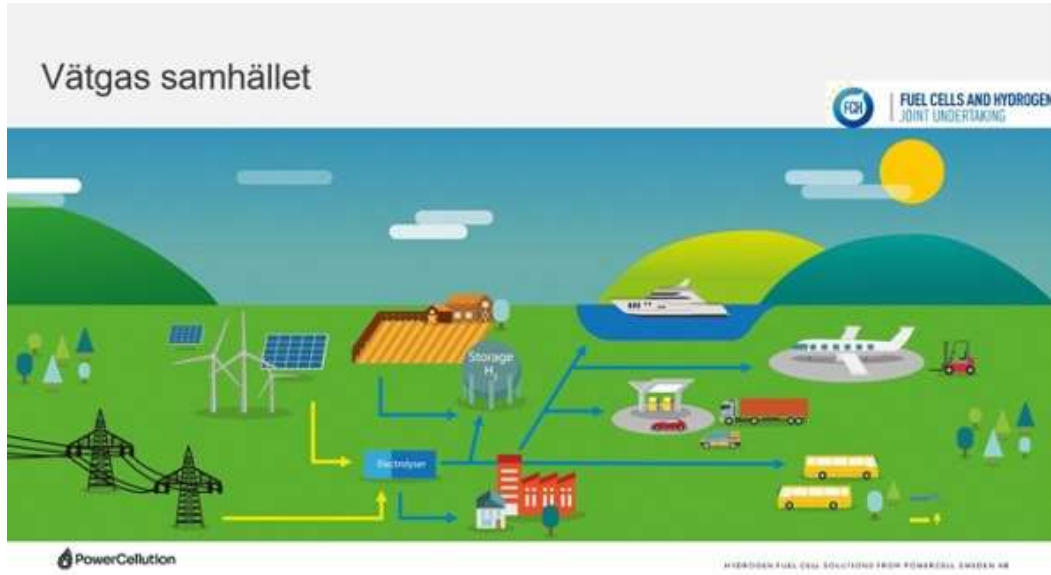 Vätgas samhället
FCH
FUEL CELLS AND HYDROGEN
JOINT UNDERTAKING
Storage
H₂
Electrolyser
PowerCellution
HYDROGEN FUEL CELL SOLUTIONS FROM POWERCELL SWEDEN AB